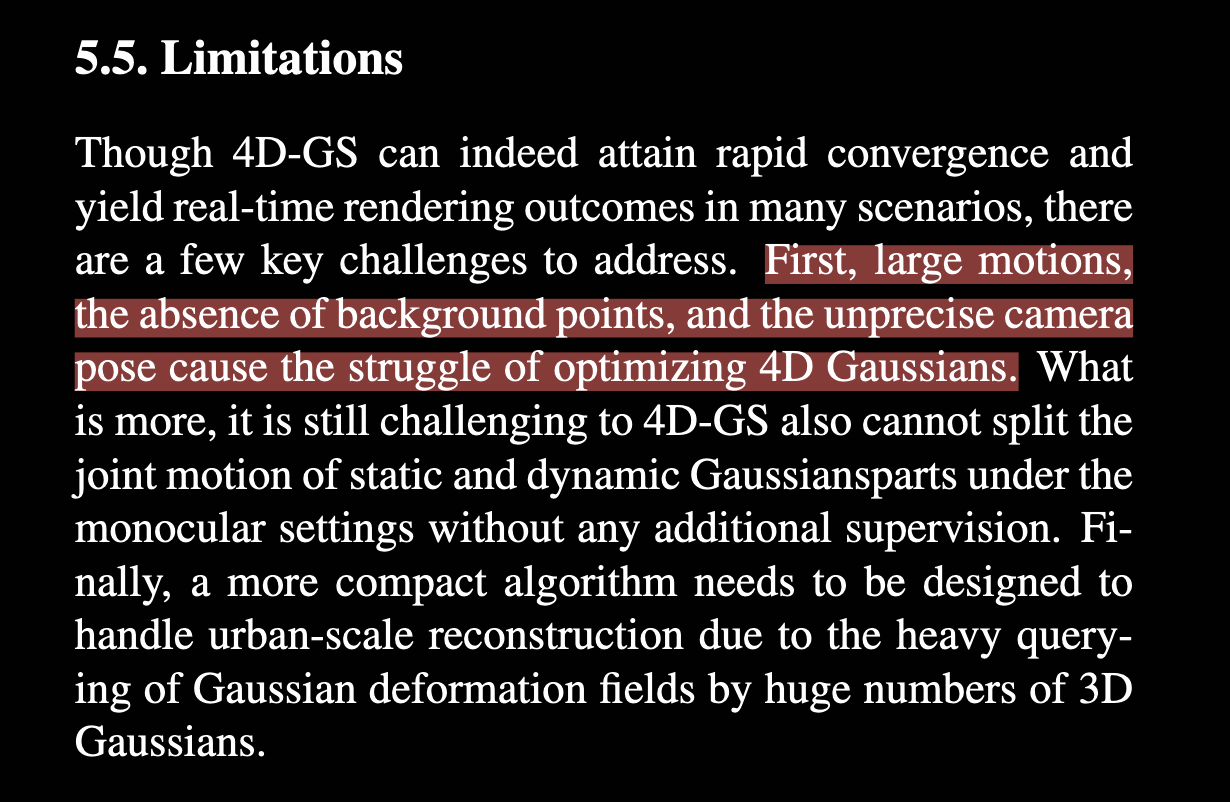 5.5. Limitations
Though 4D-GS can indeed attain rapid convergence and
yield real-time rendering outcomes in many scenarios, there
are a few key challenges to address. First, large motions,
the absence of background points, and the unprecise camera
pose cause the struggle of optimizing 4D Gaussians. What
is more, it is still challenging to 4D-GS also cannot split the
joint motion of static and dynamic Gaussiansparts under the
monocular settings without any additional supervision. Fi-
nally, a more compact algorithm needs to be designed to
handle urban-scale reconstruction due to the heavy query-
ing of Gaussian deformation fields by huge numbers of 3D
Gaussians.